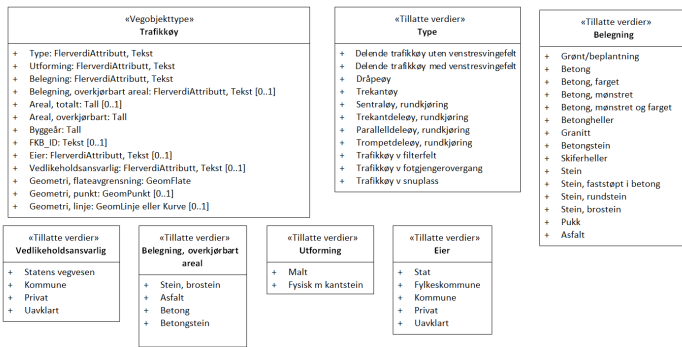 «Vegobjekttype»
Trafikkøy
+ Type: FlerverdiAttributt, Tekst
+ Utforming: FlerverdiAttributt, Tekst
+ Belegning: FlerverdiAttributt, Tekst
+ Belegning, overkjørbart areal: FlerverdiAttributt, Tekst [0..1]
+ Areal, totalt: Tall [0..1]
+ Areal, overkjørbart: Tall
+ Byggeår: Tall
+ FKB_ID: Tekst [0..1]
+ Eier: FlerverdiAttributt, Tekst [0..1]
+ Vedlikeholdsansvarlig: FlerverdiAttributt, Tekst [0..1]
+ Geometri, flateavgrensning: GeomFlate
+ Geometri, punkt: GeomPunkt [0..1]
+ Geometri, linje: GeomLinje eller Kurve [0..1]
«Tillatte verdier»
Type
+ Delende trafikkøy uten venstresvingefelt
+ Delende trafikkøy med venstresvingefelt
+ Dråpeøy
+ Trekantøy
+ Sentraløy, rundkjøring
+ Trekantdeleøy, rundkjøring
+ Parallelldeleøy, rundkjøring
+ Trompetdeleøy, rundkjøring
+ Trafikkøy v filterfelt
+ Trafikkøy v fotgjengerovergang
+ Trafikkøy v snuplass
«Tillatte verdier»
Belegning
+ Grønt/beplantning
+ Betong
+ Betong, farget
+ Betong, mønstret
+ Betong, mønstret og farget
+ Betongheller
+ Granitt
+ Betongstein
+ Skiferheller
+ Stein
+ Stein, faststøpt i betong
+ Stein, rundstein
+ Stein, brostein
+ Pukk
+ Asfalt
«Tillatte verdier»
Vedlikeholdsansvarlig
+ Statens vegvesen
+ Kommune
+ Privat
+ Uavklart
«Tillatte verdier»
Belegning, overkjørbart
areal
+ Stein, brostein
+ Asfalt
+ Betong
+ Betongstein
«Tillatte verdier»
Utforming
+ Malt
+ Fysisk m kantstein
«Tillatte verdier»
Eier
+ Stat
+ Fylkeskommune
+ Kommune
+ Privat
+ Uavklart